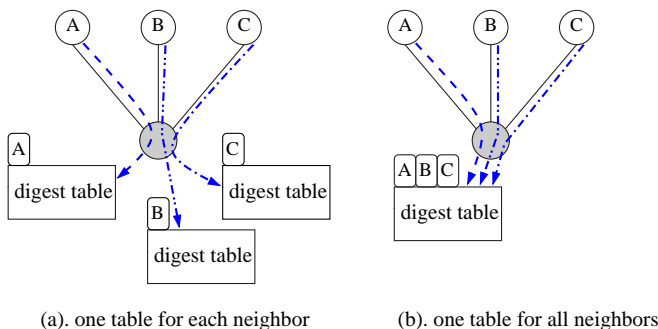 A B C
A B C
A
C
A B C
digest table
digest table
digest table
B
digest table
(a). one table for each neighbor
(b). one table for all neighbors